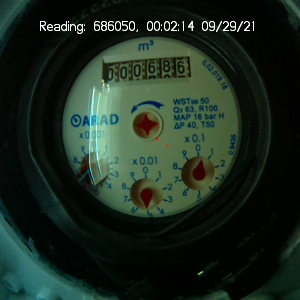 Reading: 686050, 00:02:14 09/29/21
m³
000686
ARAD
WST 50
Q₃ 63, R100
MAP 16 bar H
ΔP 40, T50
x 0.001
x 0.01
x 0.1